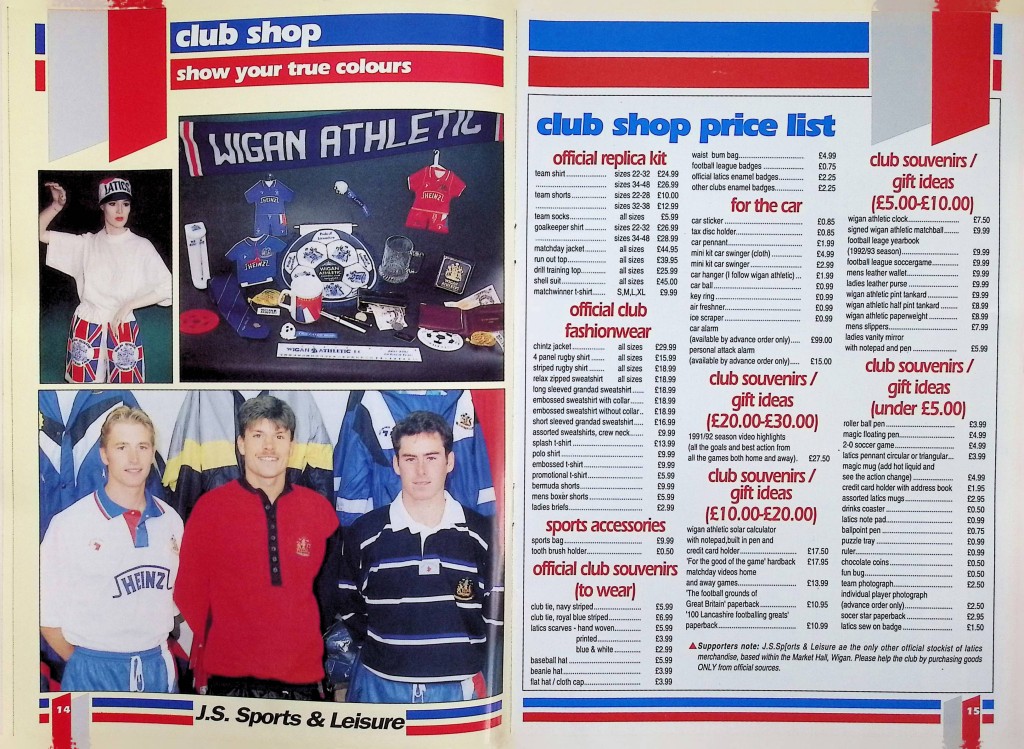 club shop
show your true colours
WIGAN ATHLETIC
LATICS
HEINZ
HEINZ
HEINZ
WIGAN ATHLETIC
WIGAN ATHLETIC
HEINZ
14
J.S. Sports & Leisure
club shop price list
official replica kit
team shirt sizes 22-32 £24.99
sizes 34-48 £26.99
team shorts sizes 22-28 £10.00
sizes 32-38 £12.99
team socks all sizes £5.99
goalkeeper shirt sizes 22-32 £26.99
sizes 34-48 £28.99
matchday jacket all sizes £44.95
run out top all sizes £39.95
drill training top all sizes £25.99
shell suit all sizes £45.00
matchwinner t-shirt S,M,L,XL £9.99
official club
fashionwear
chintz jacket all sizes £29.99
4 panel rugby shirt all sizes £15.99
striped rugby shirt all sizes £18.99
relax zipped sweatshirt all sizes £18.99
long sleeved grandad sweatshirt £18.99
embossed sweatshirt with collar £18.99
embossed sweatshirt without collar £18.99
short sleeved grandad sweatshirt £16.99
assorted sweatshirts, crew neck £9.99
splash t-shirt £13.99
polo shirt £9.99
embossed t-shirt £9.99
promotional t-shirt £5.99
bermuda shorts £9.99
mens boxer shorts £5.99
ladies briefs £2.99
sports accessories
sports bag £9.99
tooth brush holder £0.50
official club souvenirs
(to wear)
club tie, navy striped £5.99
club tie, royal blue striped £6.99
latics scarves - hand woven £5.99
printed £3.99
blue & white £2.99
baseball hat £5.99
beanie hat £3.99
flat hat / cloth cap £3.99
waist bum bag £4.99
football league badges £0.75
official latics enamel badges £2.25
other clubs enamel badges £2.25
for the car
car sticker £0.85
tax disc holder £0.85
car pennant £1.99
mini kit car swinger (cloth) £4.99
mini kit car swinger £2.99
car hanger (I follow wigan athletic) £1.99
car ball £0.99
key ring £0.99
air freshner £0.99
ice scraper £0.99
car alarm
(available by advance order only) £99.00
personal attack alarm
(available by advance order only) £15.00
club souvenirs /
gift ideas
(£20.00-£30.00)
1991/92 season video highlights
(all the goals and best action from
all the games both home and away). £27.50
club souvenirs /
gift ideas
(£10.00-£20.00)
wigan athletic solar calculator
with notepad,built in pen and
credit card holder £17.50
'For the good of the game' hardback £17.95
matchday videos home
and away games £13.99
'The football grounds of
Great Britain' paperback £10.95
'100 Lancashire footballing greats'
paperback £10.99
club souvenirs /
gift ideas
(£5.00-£10.00)
wigan athletic clock £7.50
signed wigan athletic matchball £9.99
football leage yearbook
(1992/93 season) £9.99
football league soccergame £9.99
mens leather wallet £9.99
ladies leather purse £9.99
wigan athletic pint tankard £9.99
wigan athletic half pint tankard £8.99
wigan athletic paperweight £8.99
mens slippers £7.99
ladies vanity mirror
with notepad and pen £5.99
club souvenirs /
gift ideas
(under £5.00)
roller ball pen £3.99
magic floating pen £4.99
2-0 soccer game £4.99
latics pennant circular or triangular £3.99
magic mug (add hot liquid and
see the action change) £4.99
credit card holder with address book £1.95
assorted latics mugs £2.95
drinks coaster £0.50
latics note pad £0.99
ballpoint pen £0.75
puzzle tray £0.99
ruler £0.99
chocolate coins £0.50
fun bug £0.50
team photograph £2.50
individual player photograph
(advance order only) £2.50
socer star paperback £2.95
latics sew on badge £1.50
Supporters note: J.S.Sp[orts & Leisure ae the only other official stockist of latics
merchandise, based within the Market Hall, Wigan. Please help the club by purchasing goods
ONLY from official sources.
15